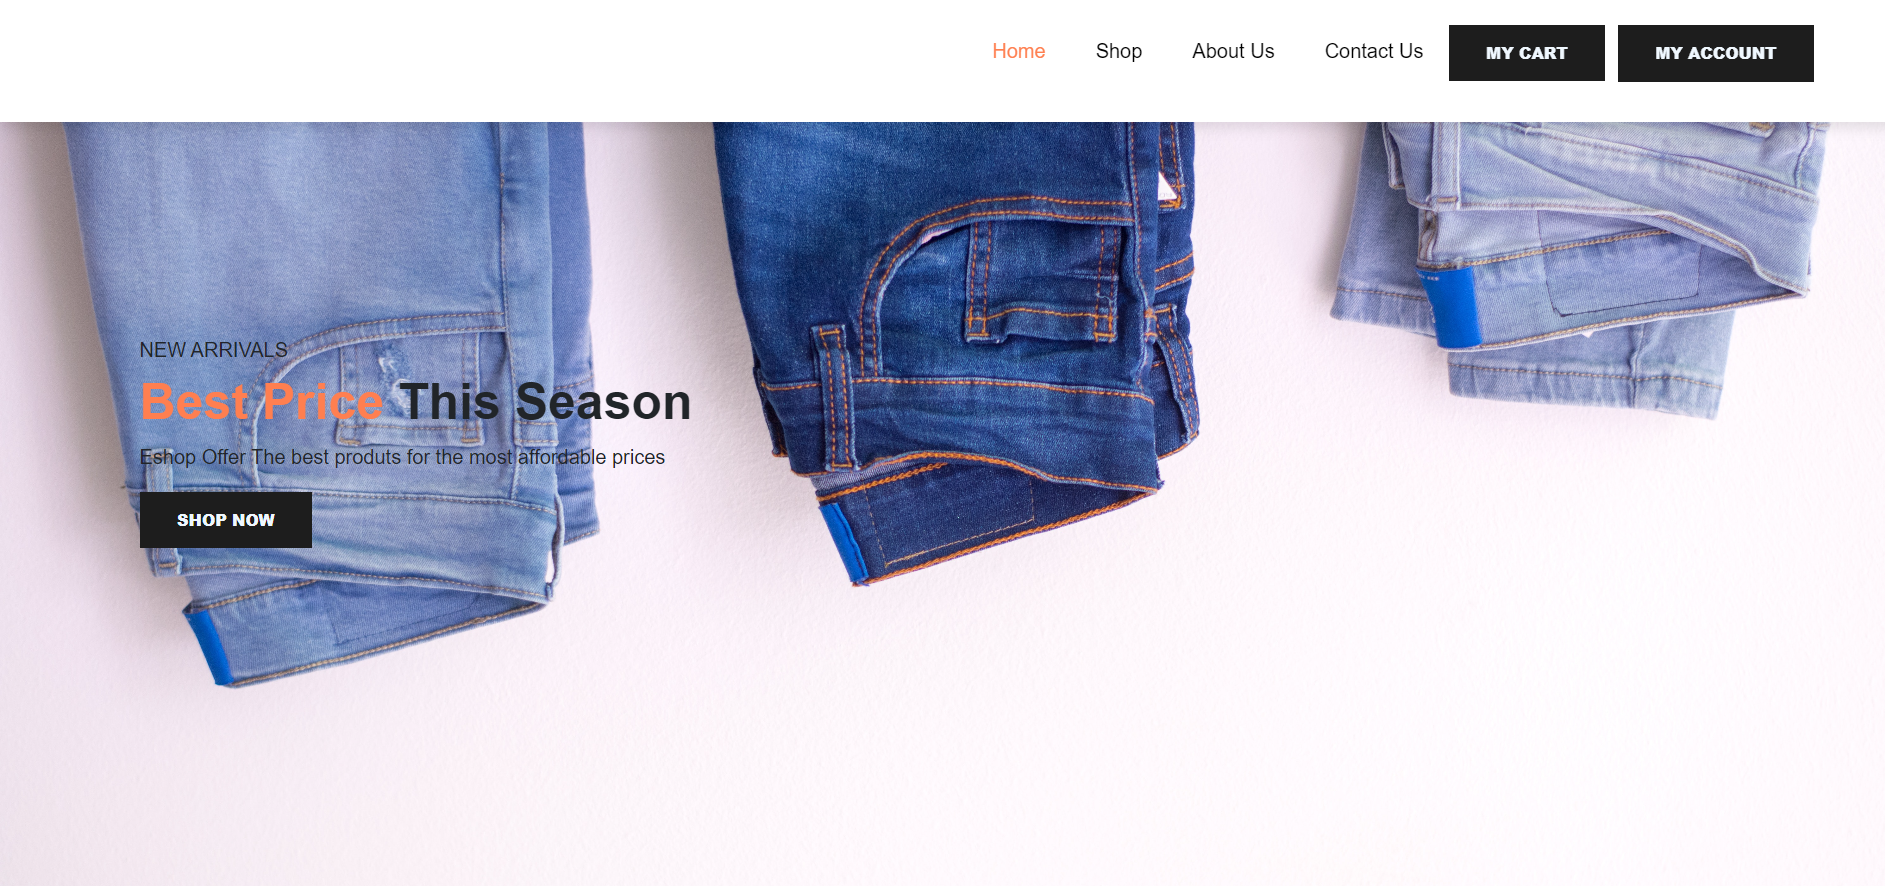 Home Shop About Us Contact Us MY CART MY ACCOUNT
NEW ARRIVALS
Best Price This Season
Eshop Offer The best produts for the most affordable prices
SHOP NOW